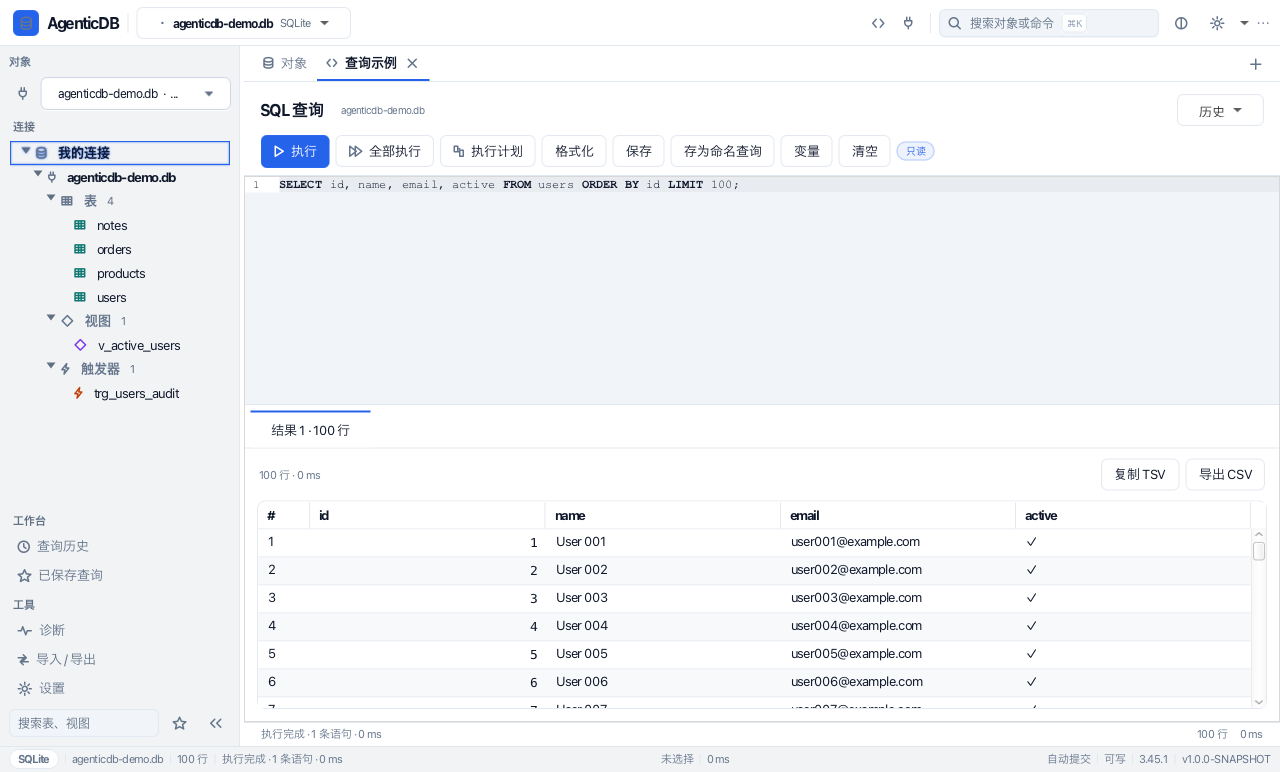 AgenticDB
· agenticdb-demo.db SQLite
搜索对象或命令 ⌘K
···
对象
agenticdb-demo.db · ...
连接
我的连接
agenticdb-demo.db
表 4
notes
orders
products
users
视图 1
v_active_users
触发器 1
trg_users_audit
工作台
查询历史
已保存查询
工具
诊断
导入 / 导出
设置
搜索表、视图
对象
查询示例
SQL 查询 agenticdb-demo.db
历史
执行 全部执行 执行计划 格式化 保存 存为命名查询 变量 清空 只读
1 SELECT id, name, email, active FROM users ORDER BY id LIMIT 100;
结果 1 · 100 行
100 行 · 0 ms
复制 TSV 导出 CSV
# id name email active
1 1 User 001 user001@example.com ✓
2 2 User 002 user002@example.com ✓
3 3 User 003 user003@example.com ✓
4 4 User 004 user004@example.com ✓
5 5 User 005 user005@example.com ✓
6 6 User 006 user006@example.com ✓
执行完成 · 1 条语句 · 0 ms
100 行 0 ms
SQLite agenticdb-demo.db 100 行 执行完成 · 1 条语句 · 0 ms 未选择 0 ms 自动提交 可写 3.45.1 v1.0.0-SNAPSHOT